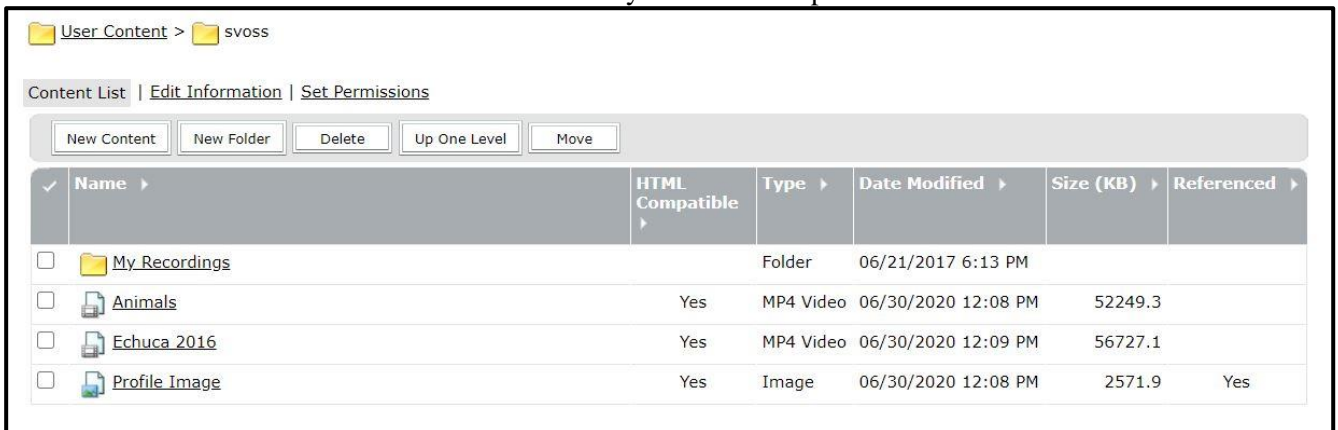 User Content > svoss
Content List | Edit Information | Set Permissions
New Content New Folder Delete Up One Level Move
Name HTML Compatible Type Date Modified Size (KB) Referenced
My Recordings Folder 06/21/2017 6:13 PM
Animals Yes MP4 Video 06/30/2020 12:08 PM 52249.3
Echuca 2016 Yes MP4 Video 06/30/2020 12:09 PM 56727.1
Profile Image Yes Image 06/30/2020 12:08 PM 2571.9 Yes